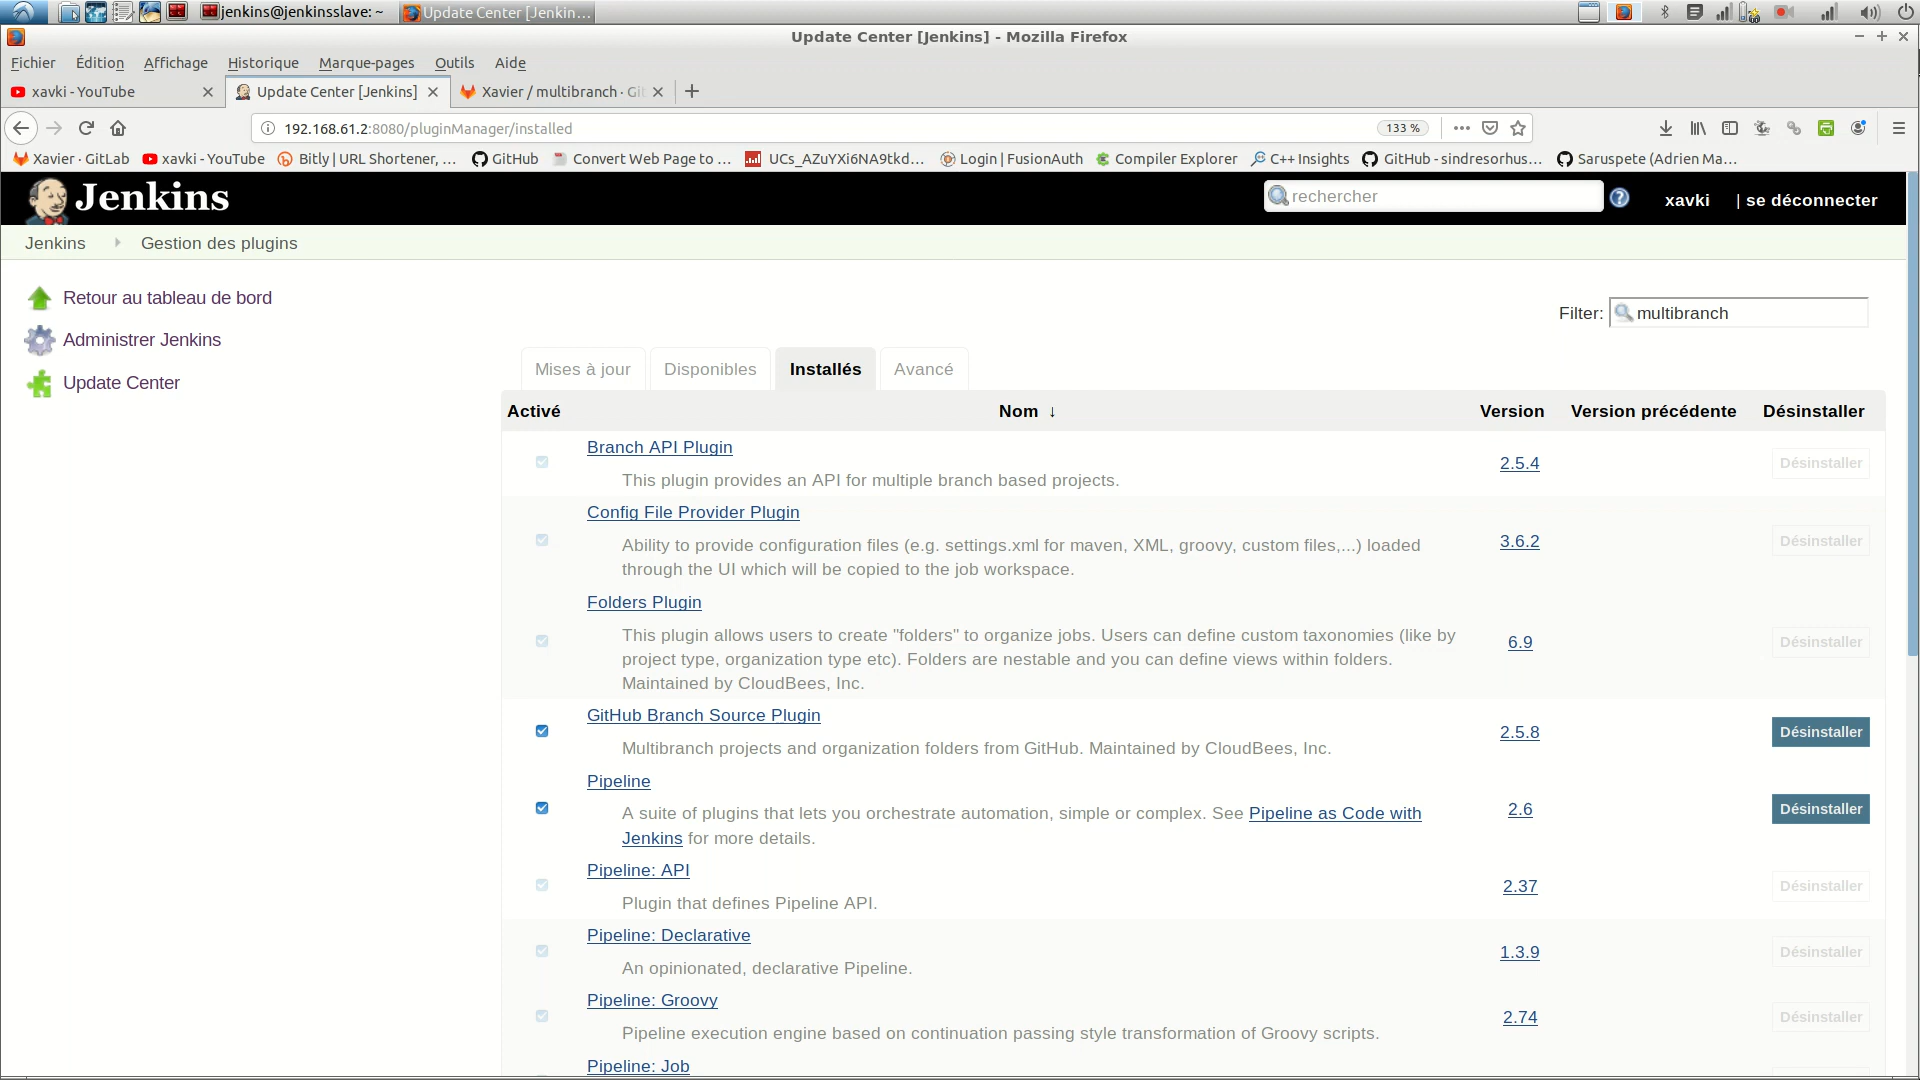 jenkins@jenkinsslave: ~
Update Center [Jenkin...
Update Center [Jenkins] - Mozilla Firefox
Fichier Édition Affichage Historique Marque-pages Outils Aide
xavki - YouTube
Update Center [Jenkins]
Xavier / multibranch · Git
192.168.61.2:8080/pluginManager/installed
133 %
Xavier · GitLab
xavki - YouTube
Bitly | URL Shortener, ...
GitHub
Convert Web Page to ...
UCs_AZuYXi6NA9tkd...
Login | FusionAuth
Compiler Explorer
C++ Insights
GitHub - sindresorhus...
Saruspete (Adrien Ma...
Jenkins
rechercher
xavki
| se déconnecter
Jenkins
Gestion des plugins
Retour au tableau de bord
Administrer Jenkins
Update Center
Filter: multibranch
Mises à jour Disponibles Installés Avancé
Activé Nom ↓ Version Version précédente Désinstaller
Branch API Plugin
This plugin provides an API for multiple branch based projects.
2.5.4
Désinstaller
Config File Provider Plugin
Ability to provide configuration files (e.g. settings.xml for maven, XML, groovy, custom files,...) loaded
through the UI which will be copied to the job workspace.
3.6.2
Désinstaller
Folders Plugin
This plugin allows users to create "folders" to organize jobs. Users can define custom taxonomies (like by
project type, organization type etc). Folders are nestable and you can define views within folders.
Maintained by CloudBees, Inc.
6.9
Désinstaller
GitHub Branch Source Plugin
Multibranch projects and organization folders from GitHub. Maintained by CloudBees, Inc.
2.5.8
Désinstaller
Pipeline
A suite of plugins that lets you orchestrate automation, simple or complex. See Pipeline as Code with
Jenkins for more details.
2.6
Désinstaller
Pipeline: API
Plugin that defines Pipeline API.
2.37
Désinstaller
Pipeline: Declarative
An opinionated, declarative Pipeline.
1.3.9
Désinstaller
Pipeline: Groovy
Pipeline execution engine based on continuation passing style transformation of Groovy scripts.
2.74
Désinstaller
Pipeline: Job